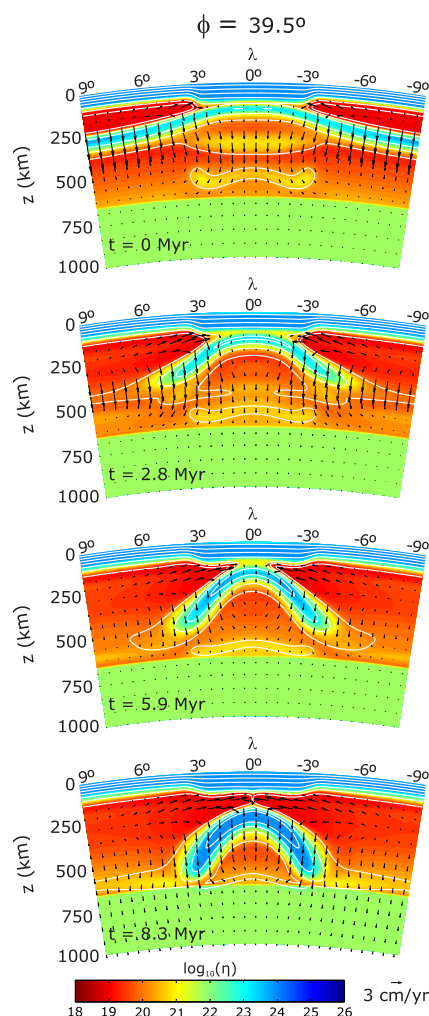 ϕ = 39.5º
λ
9º 6º 3º 0º -3º -6º -9º
0
250
500
750
1000
z (km)
t = 0 Myr
λ
9º 6º 3º 0º -3º -6º -9º
0
250
500
750
1000
z (km)
t = 2.8 Myr
λ
9º 6º 3º 0º -3º -6º -9º
0
250
500
750
1000
z (km)
t = 5.9 Myr
λ
9º 6º 3º 0º -3º -6º -9º
0
250
500
750
1000
z (km)
t = 8.3 Myr
log₁₀(η)
18 19 20 21 22 23 24 25 26
3 cm/yr